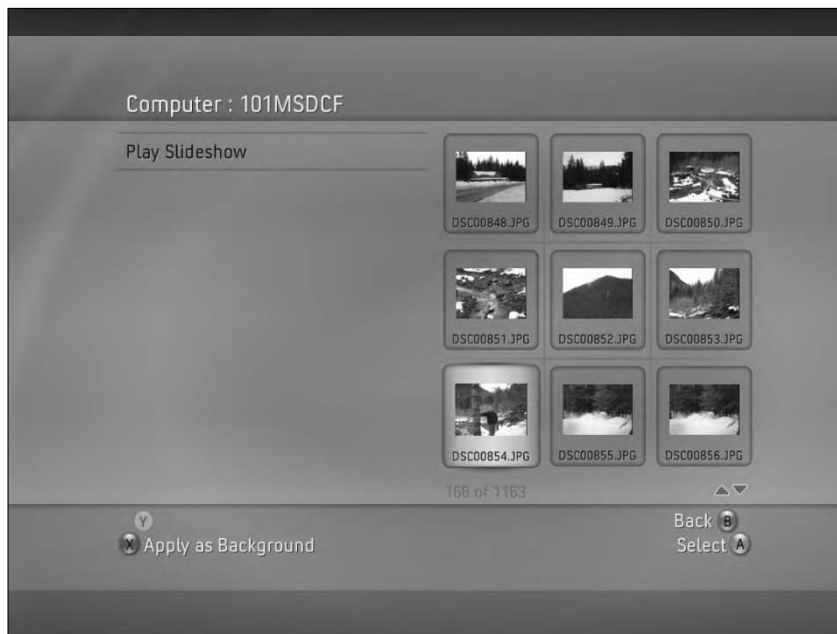 Computer : 101MSDCF
Play Slideshow
DSC00848.JPG DSC00849.JPG DSC00850.JPG
DSC00851.JPG DSC00852.JPG DSC00853.JPG
DSC00854.JPG DSC00855.JPG DSC00856.JPG
166 of 1163
Y
Back B
X Apply as Background
Select A